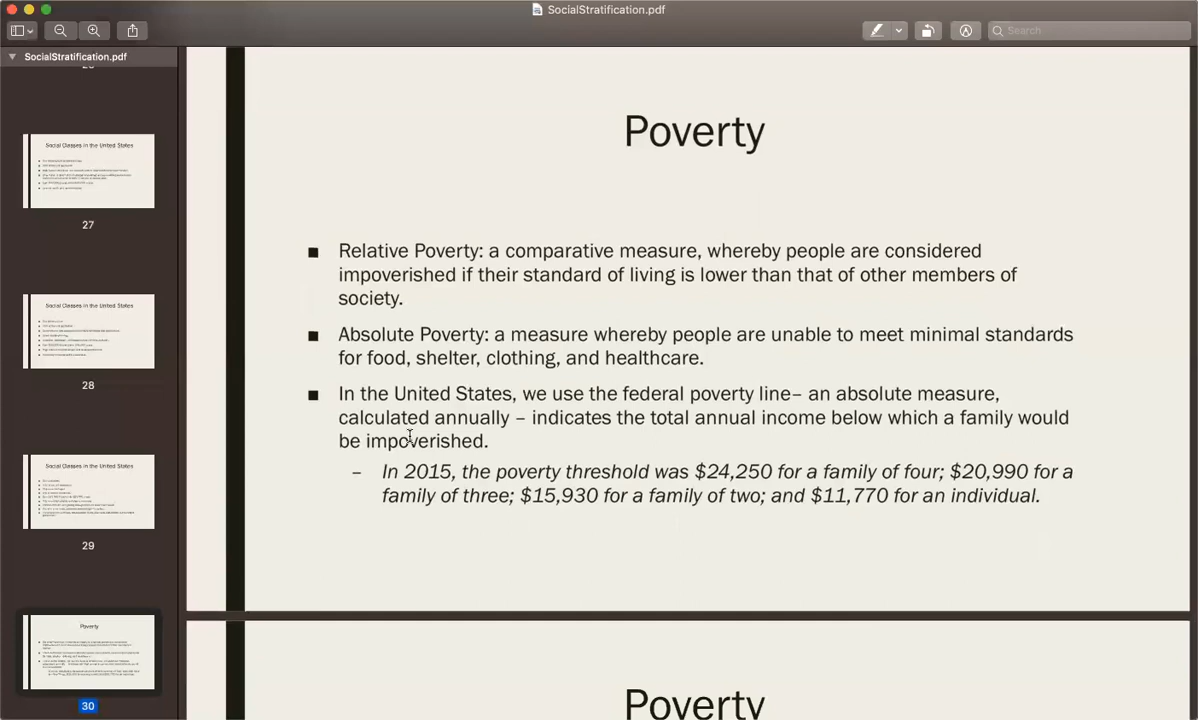 SocialStratification.pdf
Search
SocialStratification.pdf
Social Classes in the United States
27
Social Classes in the United States
28
Social Classes in the United States
29
Poverty
30
Poverty
■ Relative Poverty: a comparative measure, whereby people are considered
impoverished if their standard of living is lower than that of other members of
society.
■ Absolute Poverty: a measure whereby people are unable to meet minimal standards
for food, shelter, clothing, and healthcare.
■ In the United States, we use the federal poverty line– an absolute measure,
calculated annually – indicates the total annual income below which a family would
be impoverished.
– In 2015, the poverty threshold was $24,250 for a family of four; $20,990 for a
family of three; $15,930 for a family of two; and $11,770 for an individual.
Poverty